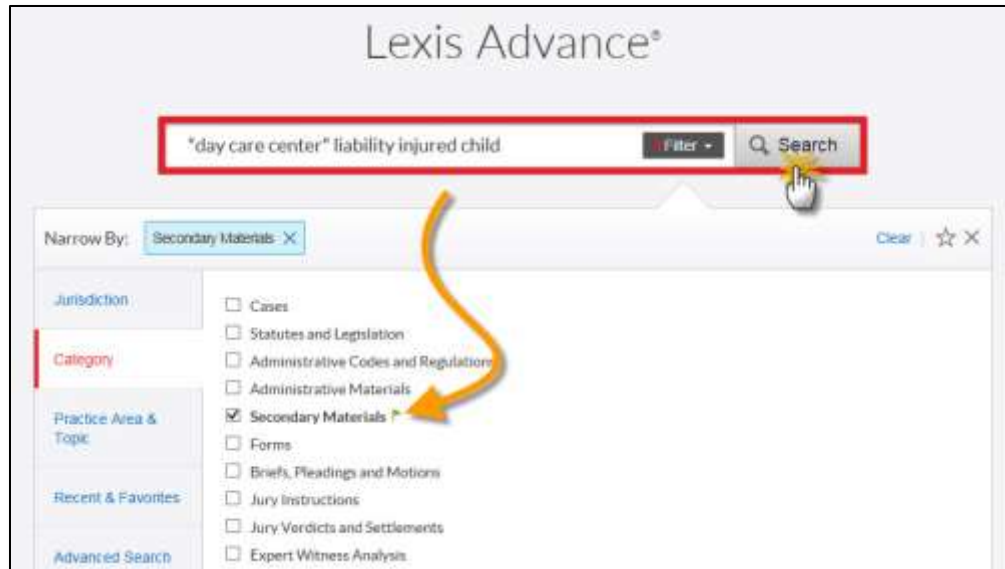 Lexis Advance®
"day care center" liability injured child Filter Search
Narrow By: Secondary Materials X Clear
Jurisdiction
Category
Practice Area &
Topic
Recent & Favorites
Advanced Search
Cases
Statutes and Legislation
Administrative Codes and Regulations
Administrative Materials
Secondary Materials
Forms
Briefs, Pleadings and Motions
Jury Instructions
Jury Verdicts and Settlements
Expert Witness Analysis